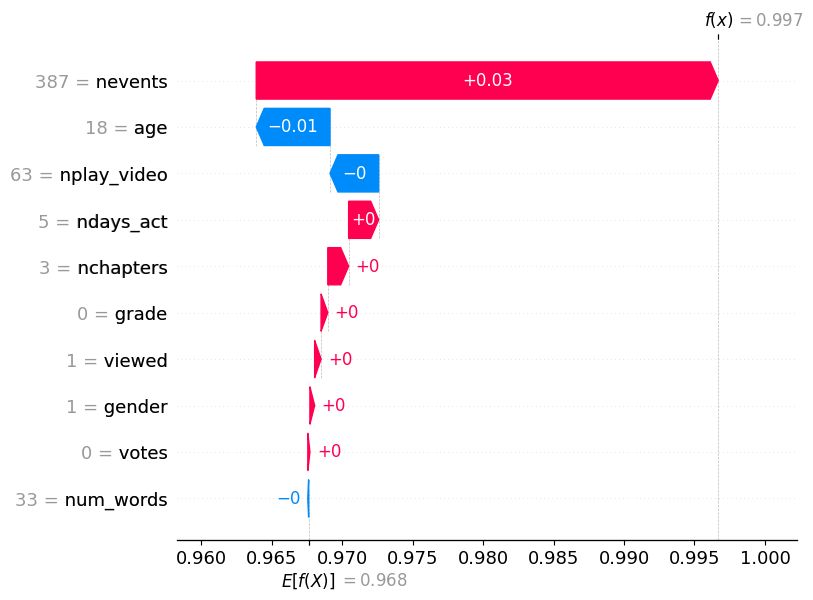 f(x) = 0.997
387 = nevents
+0.03
18 = age
−0.01
63 = nplay_video
−0
5 = ndays_act
+0
3 = nchapters
+0
0 = grade
+0
1 = viewed
+0
1 = gender
+0
0 = votes
+0
33 = num_words
−0
0.960 0.965 0.970 0.975 0.980 0.985 0.990 0.995 1.000
E[f(X)] = 0.968